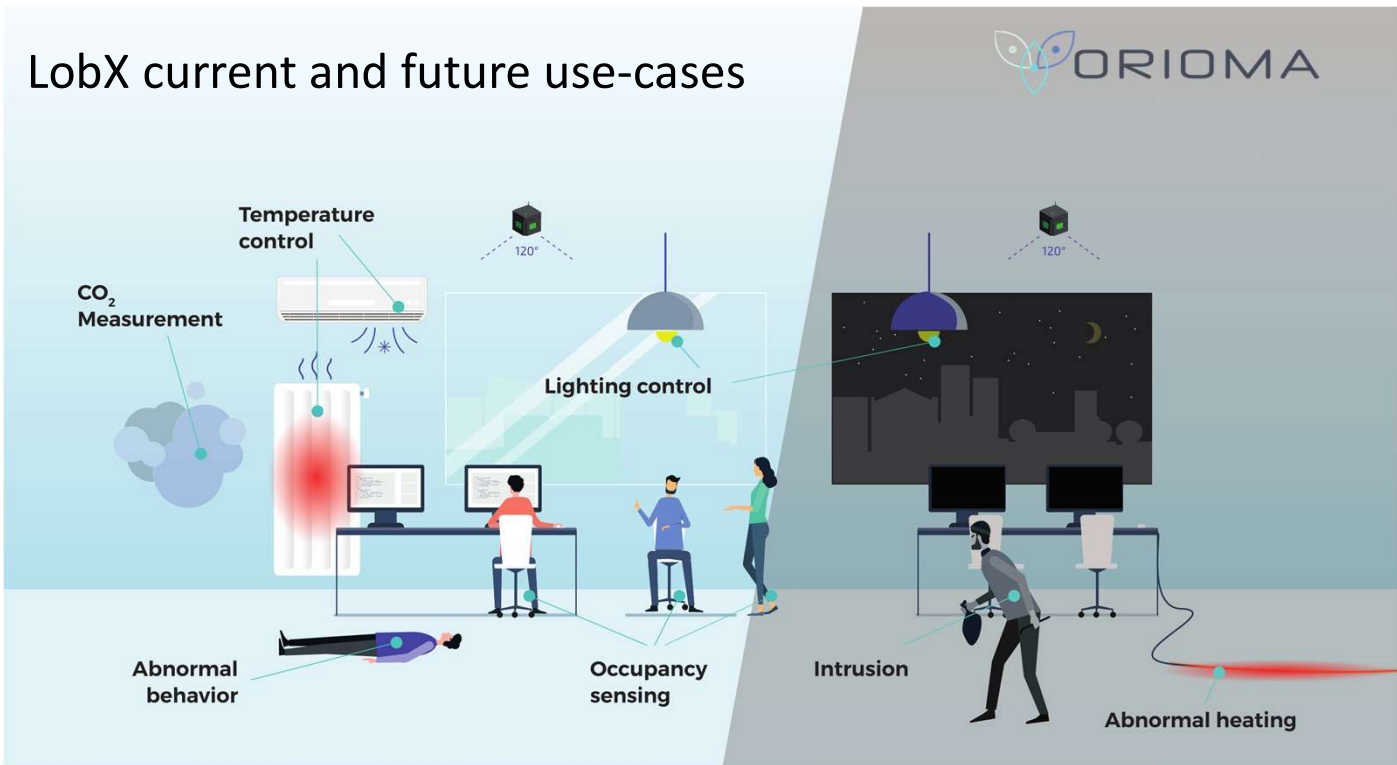 LobX current and future use-cases
ORIOMA
Temperature
control
120°
120°
CO₂
Measurement
Lighting control
Abnormal
behavior
Occupancy
sensing
Intrusion
Abnormal heating